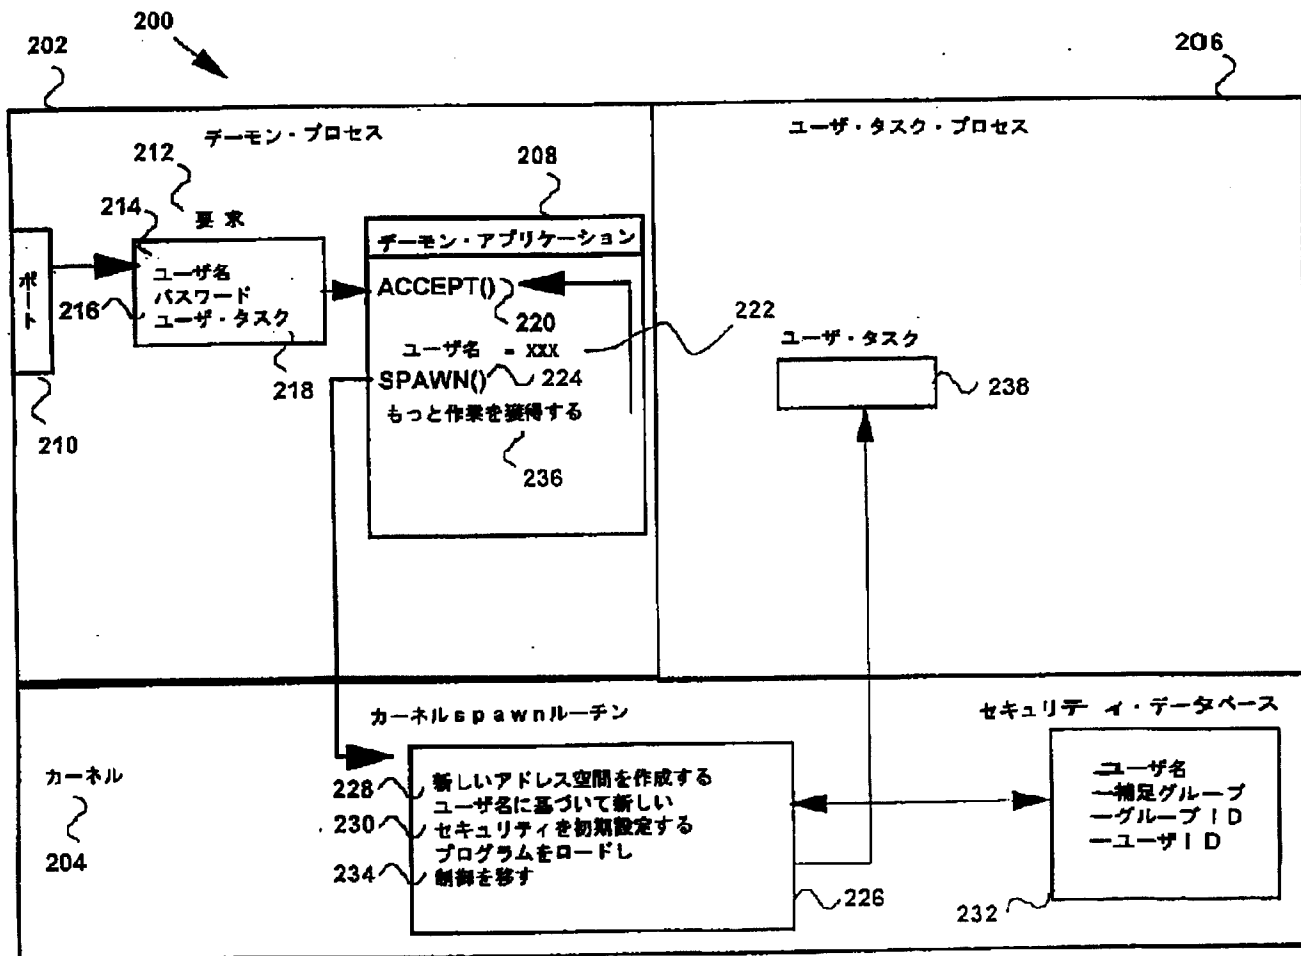 200
202
206
デーモン・プロセス
ユーザ・タスク・プロセス
212
208
214
要 求
デーモン・アプリケーション
ポート
ユーザ名
パスワード
216
ユーザ・タスク
ACCEPT()
220
222
ユーザ名 = XXX
218
SPAWN()
224
もっと作業を獲得する
210
236
ユーザ・タスク
238
カーネルspawnルーチン
セキュリティ・データベース
カーネル
204
228
新しいアドレス空間を作成する
ユーザ名に基づいて新しい
230
セキュリティを初期設定する
プログラムをロードし
234
制御を移す
226
ーユーザ名
ー補足グループ
ーグループID
ーユーザID
232